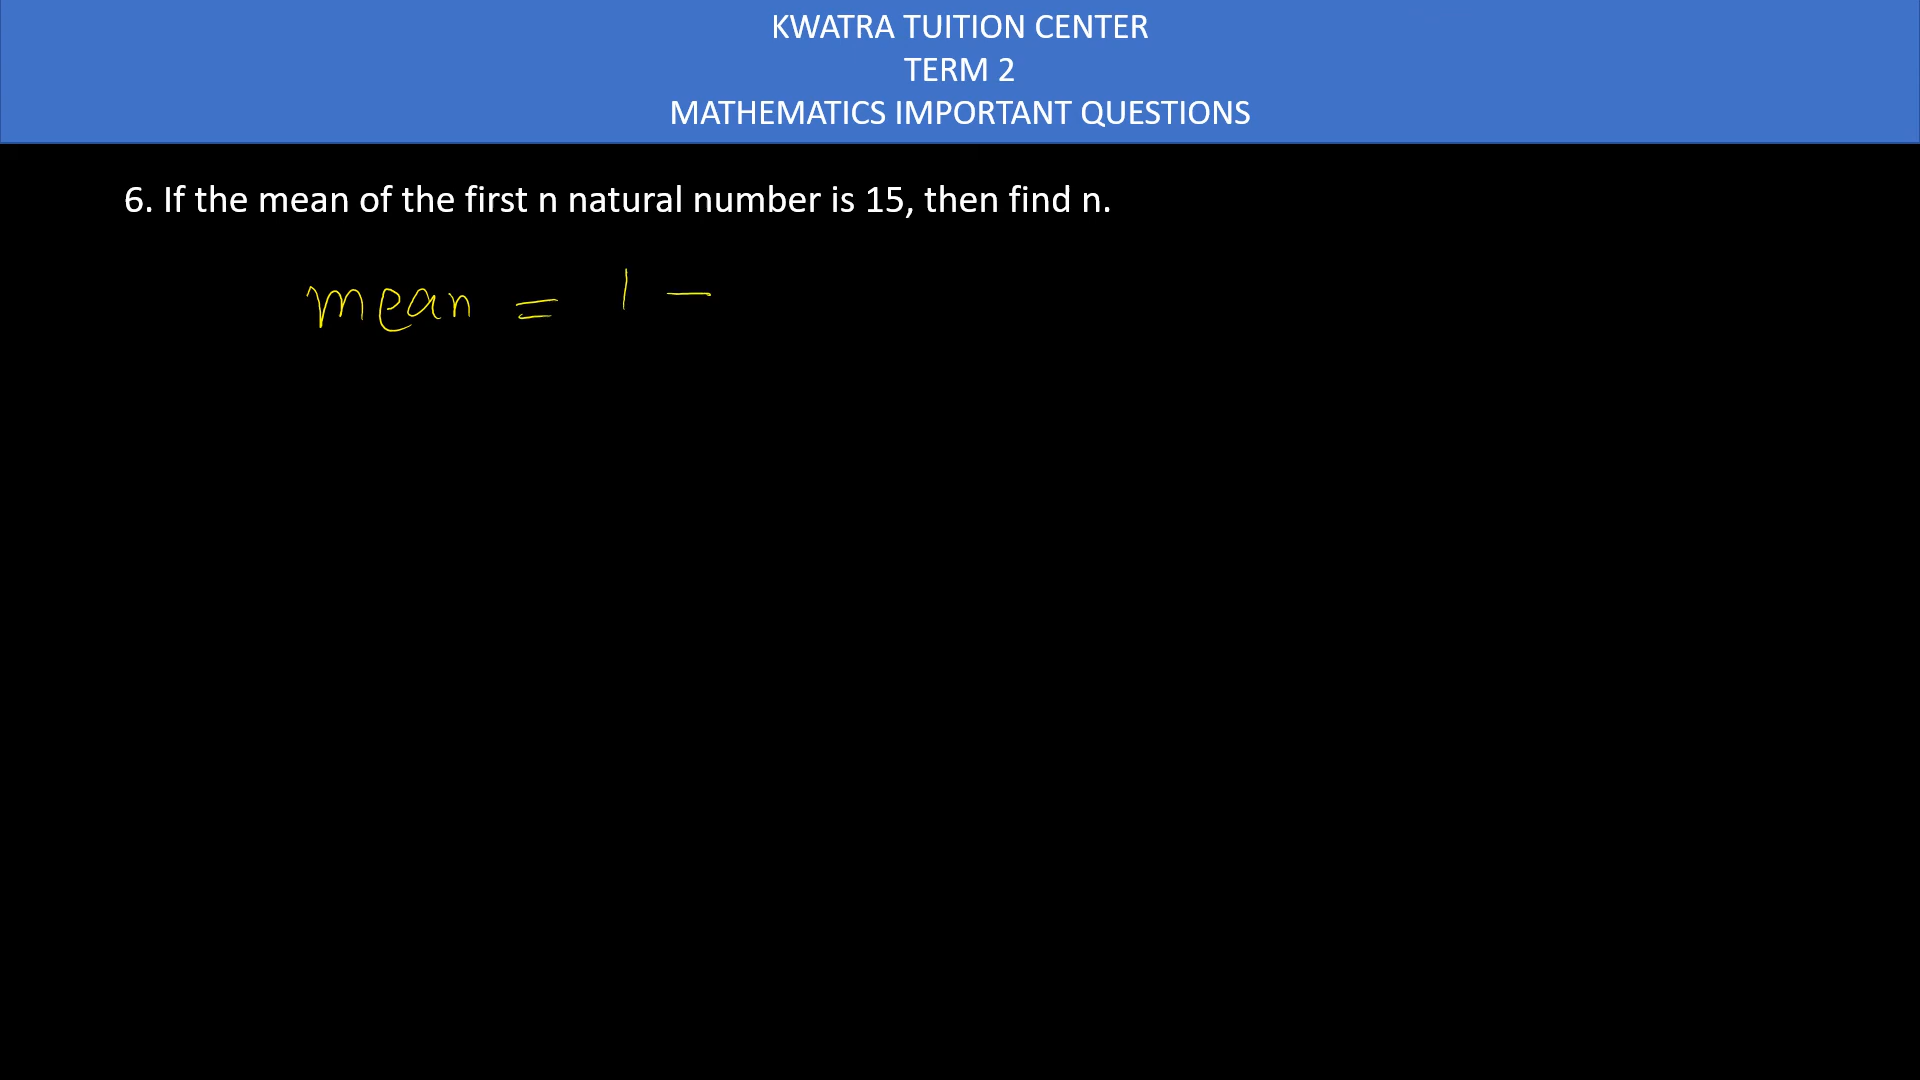 KWATRA TUITION CENTER
TERM 2
MATHEMATICS IMPORTANT QUESTIONS
6. If the mean of the first n natural number is 15, then find n.
mean = 1 —